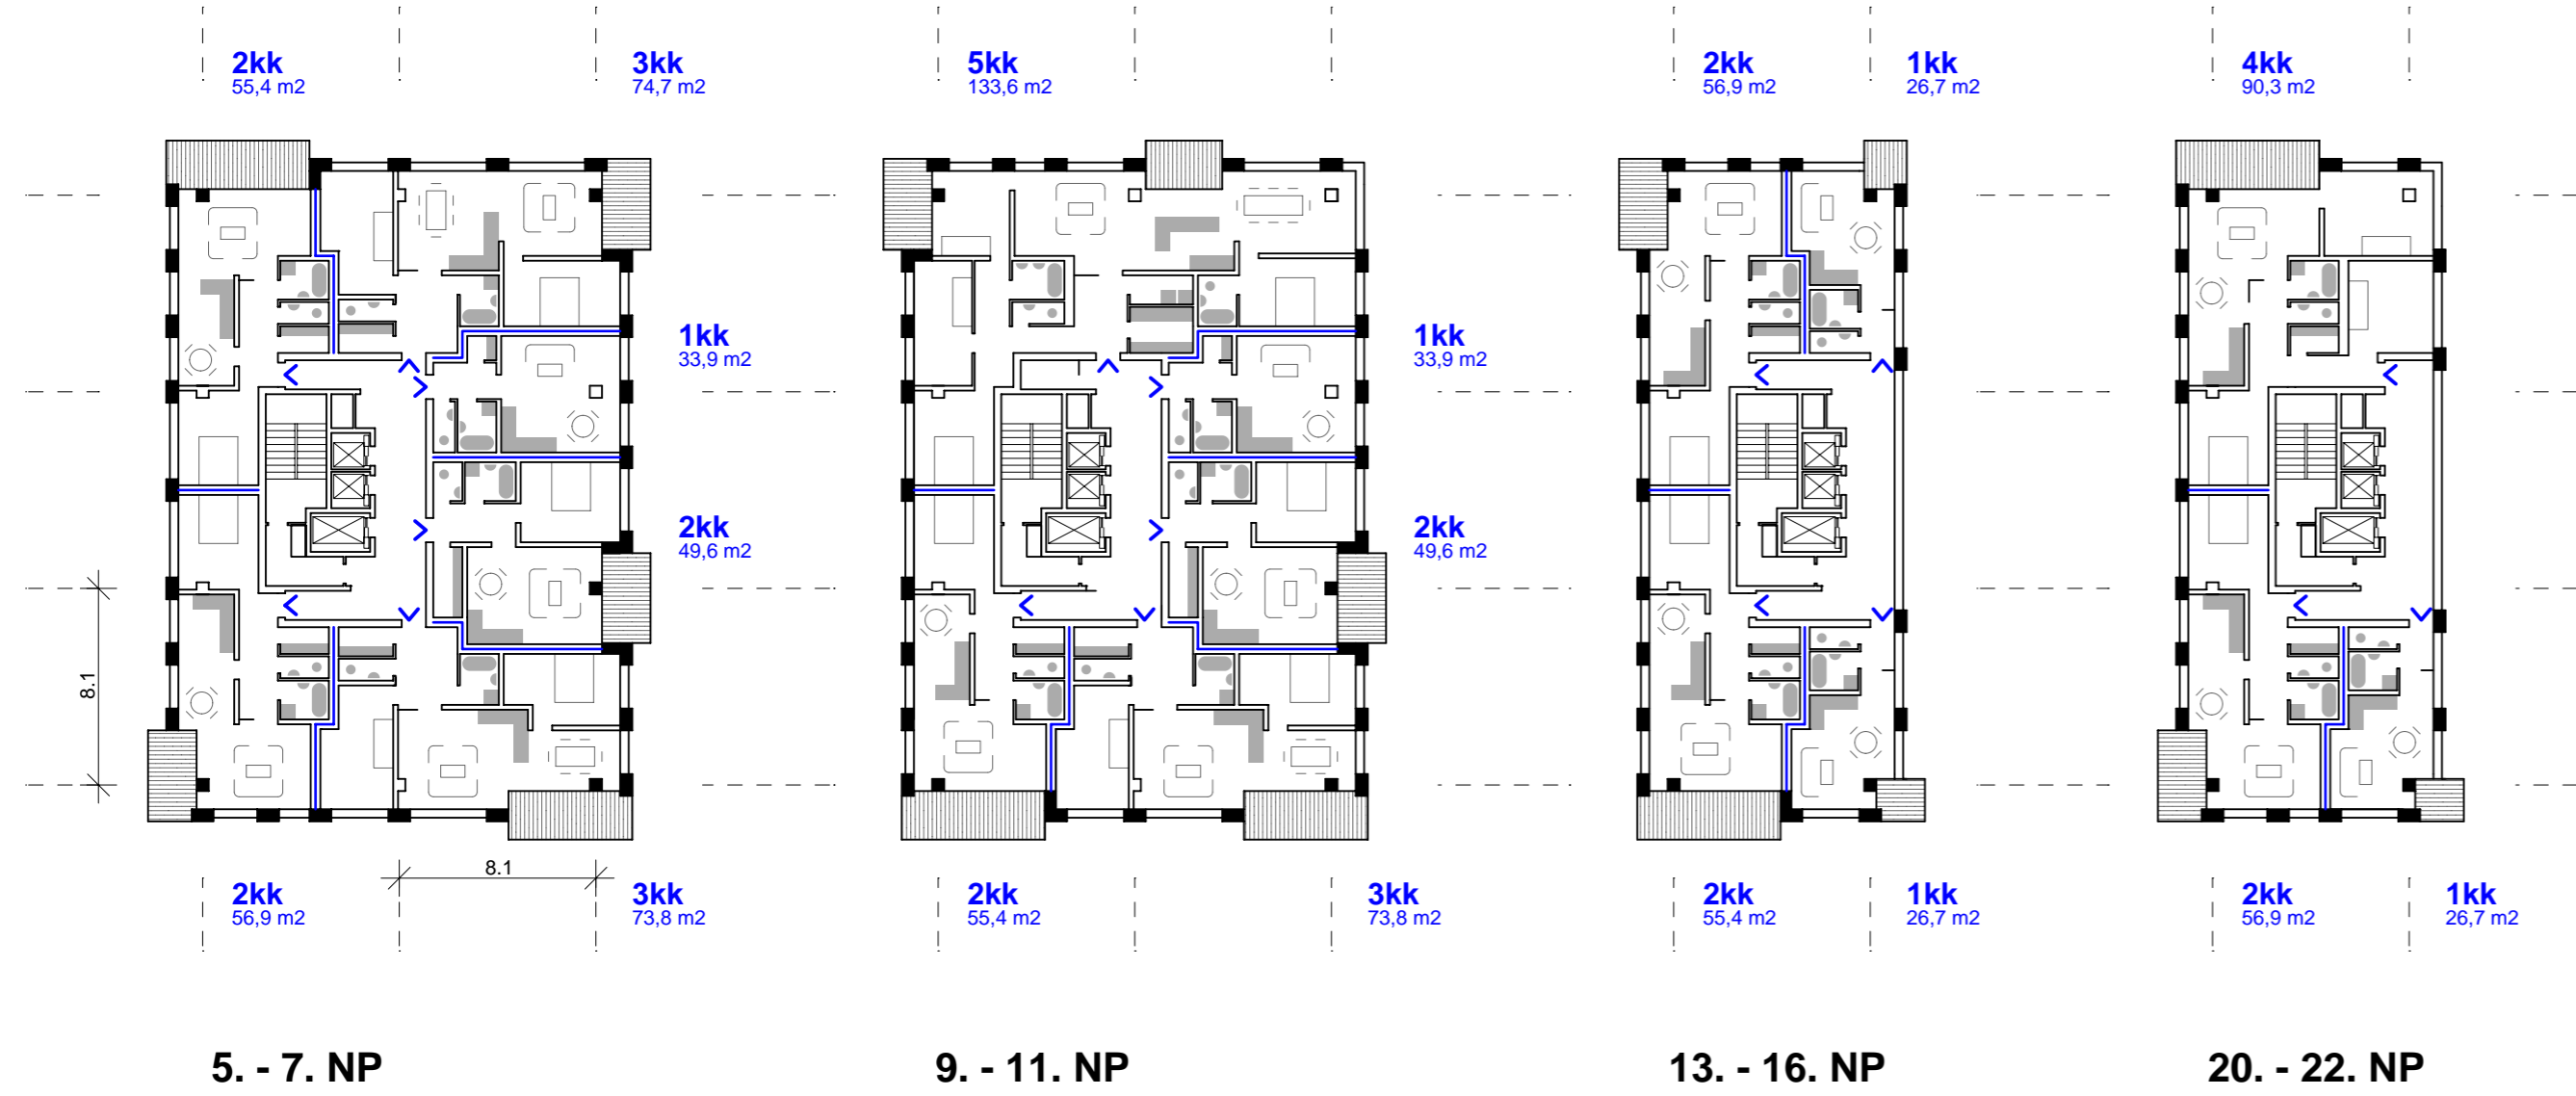 2kk
55,4 m2
3kk
74,7 m2
5kk
133,6 m2
2kk
56,9 m2
1kk
26,7 m2
4kk
90,3 m2
1kk
33,9 m2
1kk
33,9 m2
2kk
49,6 m2
2kk
49,6 m2
8.1
8.1
2kk
56,9 m2
3kk
73,8 m2
2kk
55,4 m2
3kk
73,8 m2
2kk
55,4 m2
1kk
26,7 m2
2kk
56,9 m2
1kk
26,7 m2
5. - 7. NP
9. - 11. NP
13. - 16. NP
20. - 22. NP